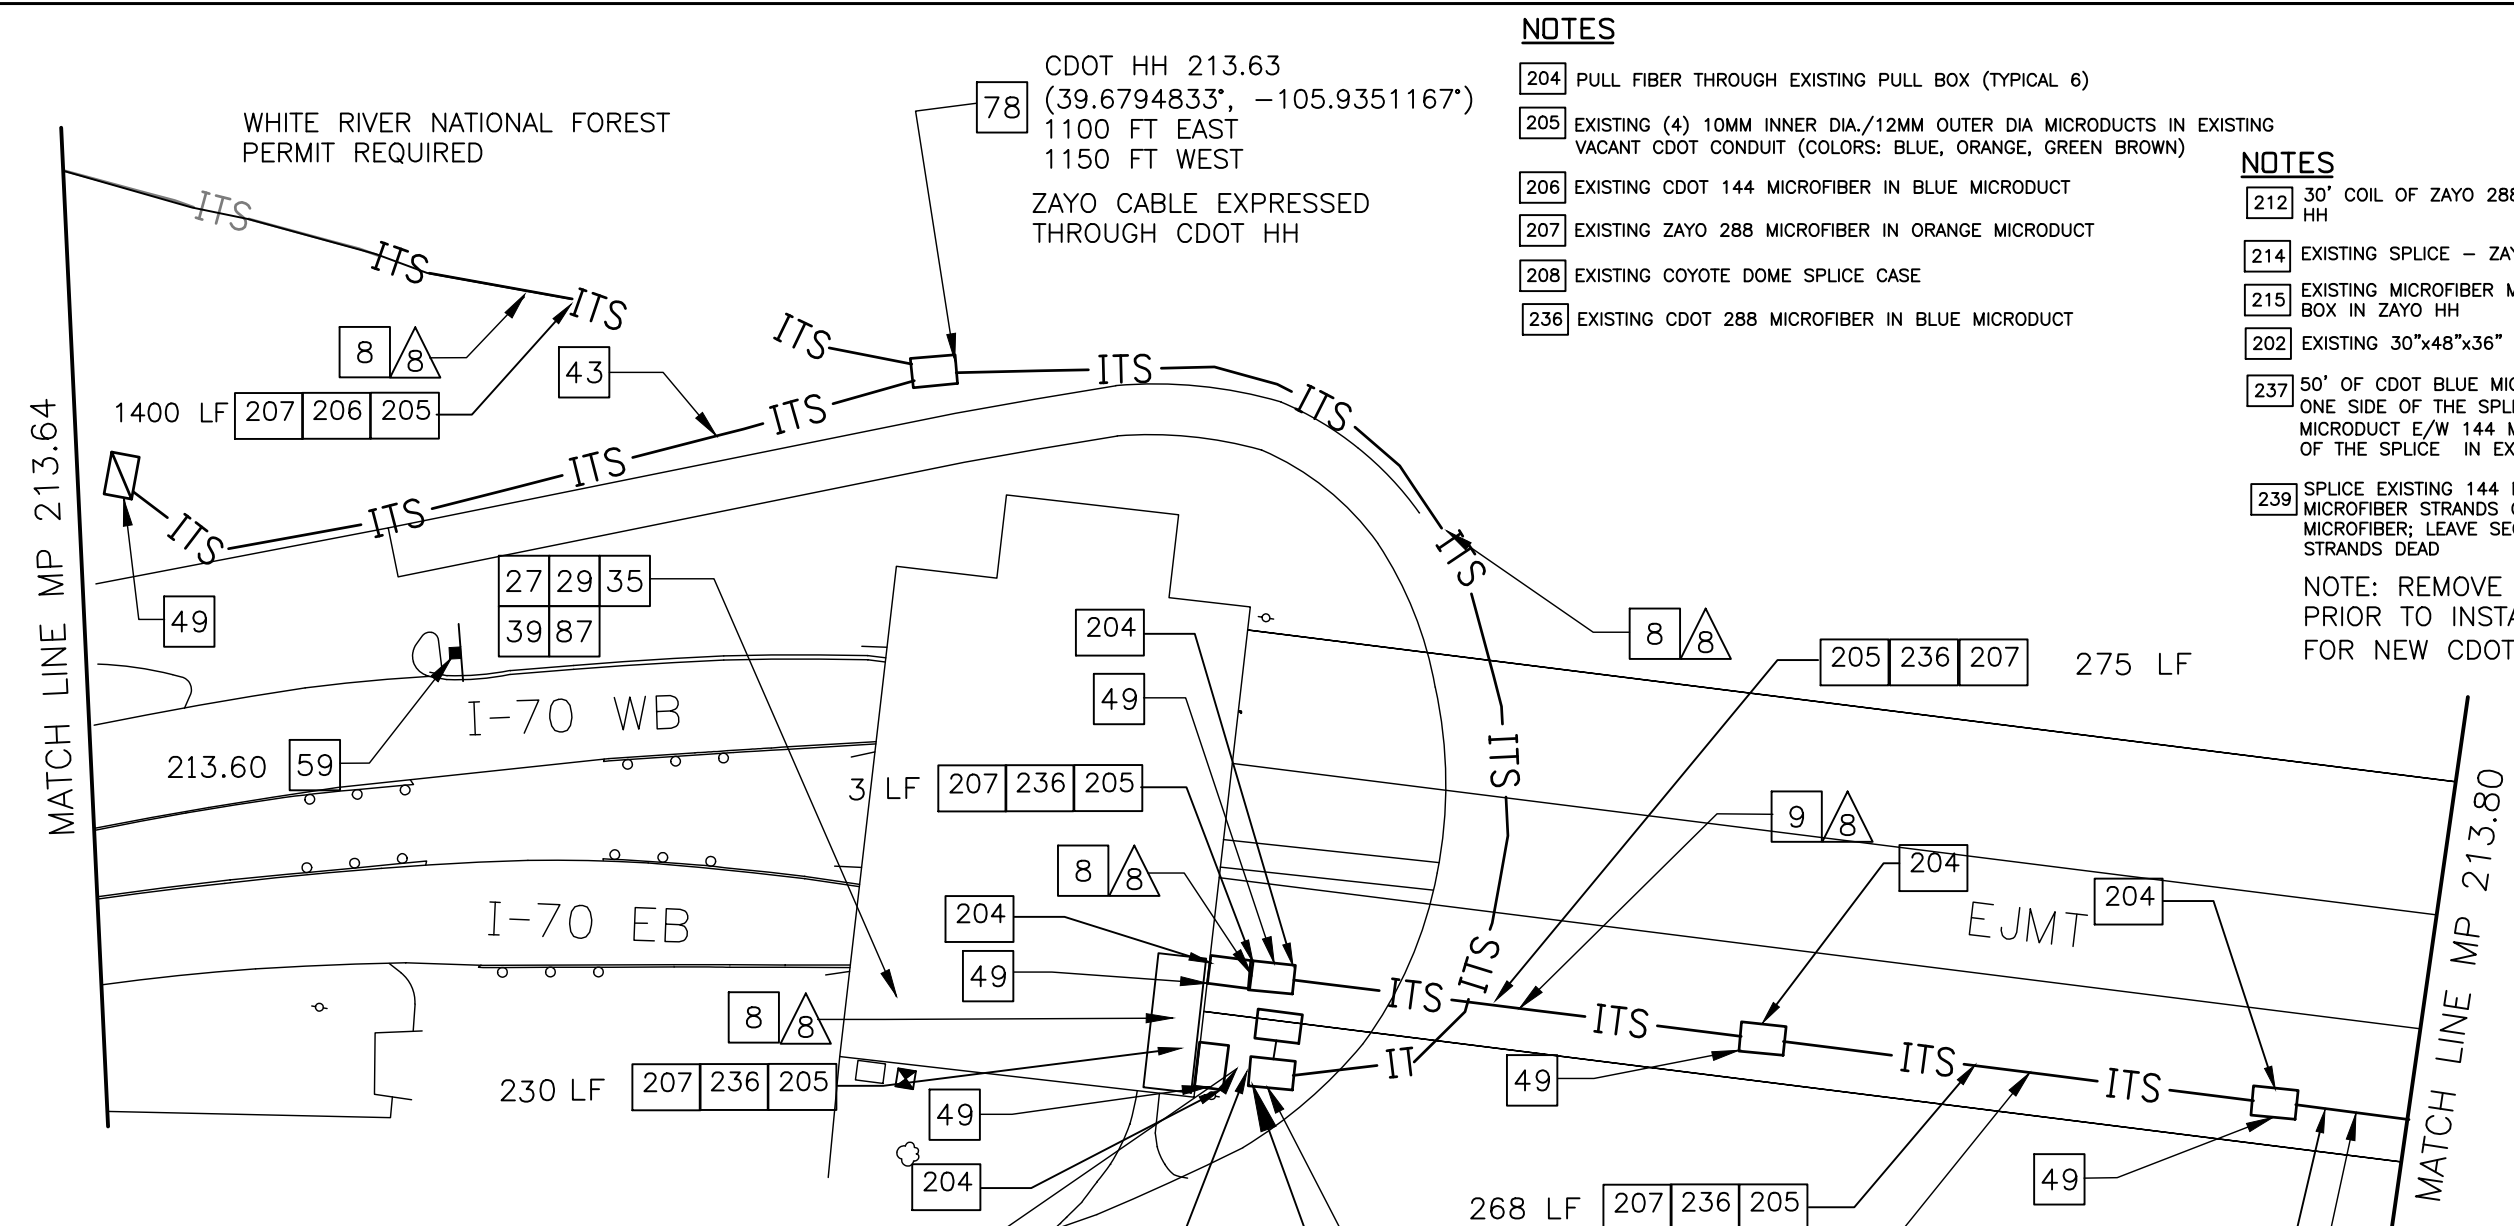 NOTES
204 PULL FIBER THROUGH EXISTING PULL BOX (TYPICAL 6)
205 EXISTING (4) 10MM INNER DIA./12MM OUTER DIA MICRODUCTS IN EXISTING
VACANT CDOT CONDUIT (COLORS: BLUE, ORANGE, GREEN BROWN)
206 EXISTING CDOT 144 MICROFIBER IN BLUE MICRODUCT
207 EXISTING ZAYO 288 MICROFIBER IN ORANGE MICRODUCT
208 EXISTING COYOTE DOME SPLICE CASE
236 EXISTING CDOT 288 MICROFIBER IN BLUE MICRODUCT
NOTES
212 30' COIL OF ZAYO 288
HH
214 EXISTING SPLICE – ZAY
215 EXISTING MICROFIBER M
BOX IN ZAYO HH
202 EXISTING 30"x48"x36"
237 50' OF CDOT BLUE MIC
ONE SIDE OF THE SPLI
MICRODUCT E/W 144 M
OF THE SPLICE IN EX
239 SPLICE EXISTING 144
MICROFIBER STRANDS
MICROFIBER; LEAVE SEC
STRANDS DEAD
NOTE: REMOVE
PRIOR TO INSTA
FOR NEW CDOT
78
CDOT HH 213.63
(39.6794833°, –105.9351167°)
1100 FT EAST
1150 FT WEST
ZAYO CABLE EXPRESSED
THROUGH CDOT HH
WHITE RIVER NATIONAL FOREST
PERMIT REQUIRED
ITS
ITS
ITS
ITS
8 8
43
ITS
ITS
1400 LF 207 206 205
ITS
ITS
ITS
ITS
ITS
MATCH LINE MP 213.64
49
27 29 35
39 87
204
8 8
205 236 207 275 LF
49
I-70 WB
ITS
213.60 59
3 LF 207 236 205
9 8
204
8 8
204
I-70 EB
204
EJMT
49
ITS
ITS
ITS
8 8
IT
ITS
ITS
49
230 LF 207 236 205
49
204
49
268 LF 207 236 205
MATCH LINE MP 213.80